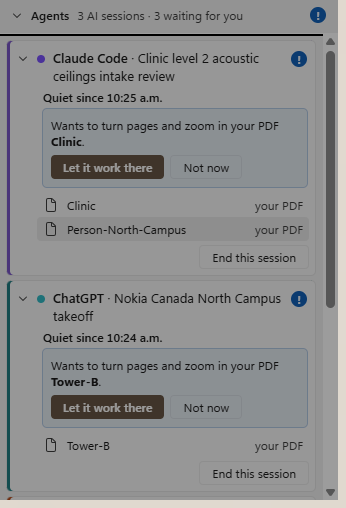 Agents 3 AI sessions · 3 waiting for you
Claude Code · Clinic level 2 acoustic
ceilings intake review
Quiet since 10:25 a.m.
Wants to turn pages and zoom in your PDF
Clinic.
Let it work there Not now
Clinic your PDF
Person-North-Campus your PDF
End this session
ChatGPT · Nokia Canada North Campus
takeoff
Quiet since 10:24 a.m.
Wants to turn pages and zoom in your PDF
Tower-B.
Let it work there Not now
Tower-B your PDF
End this session